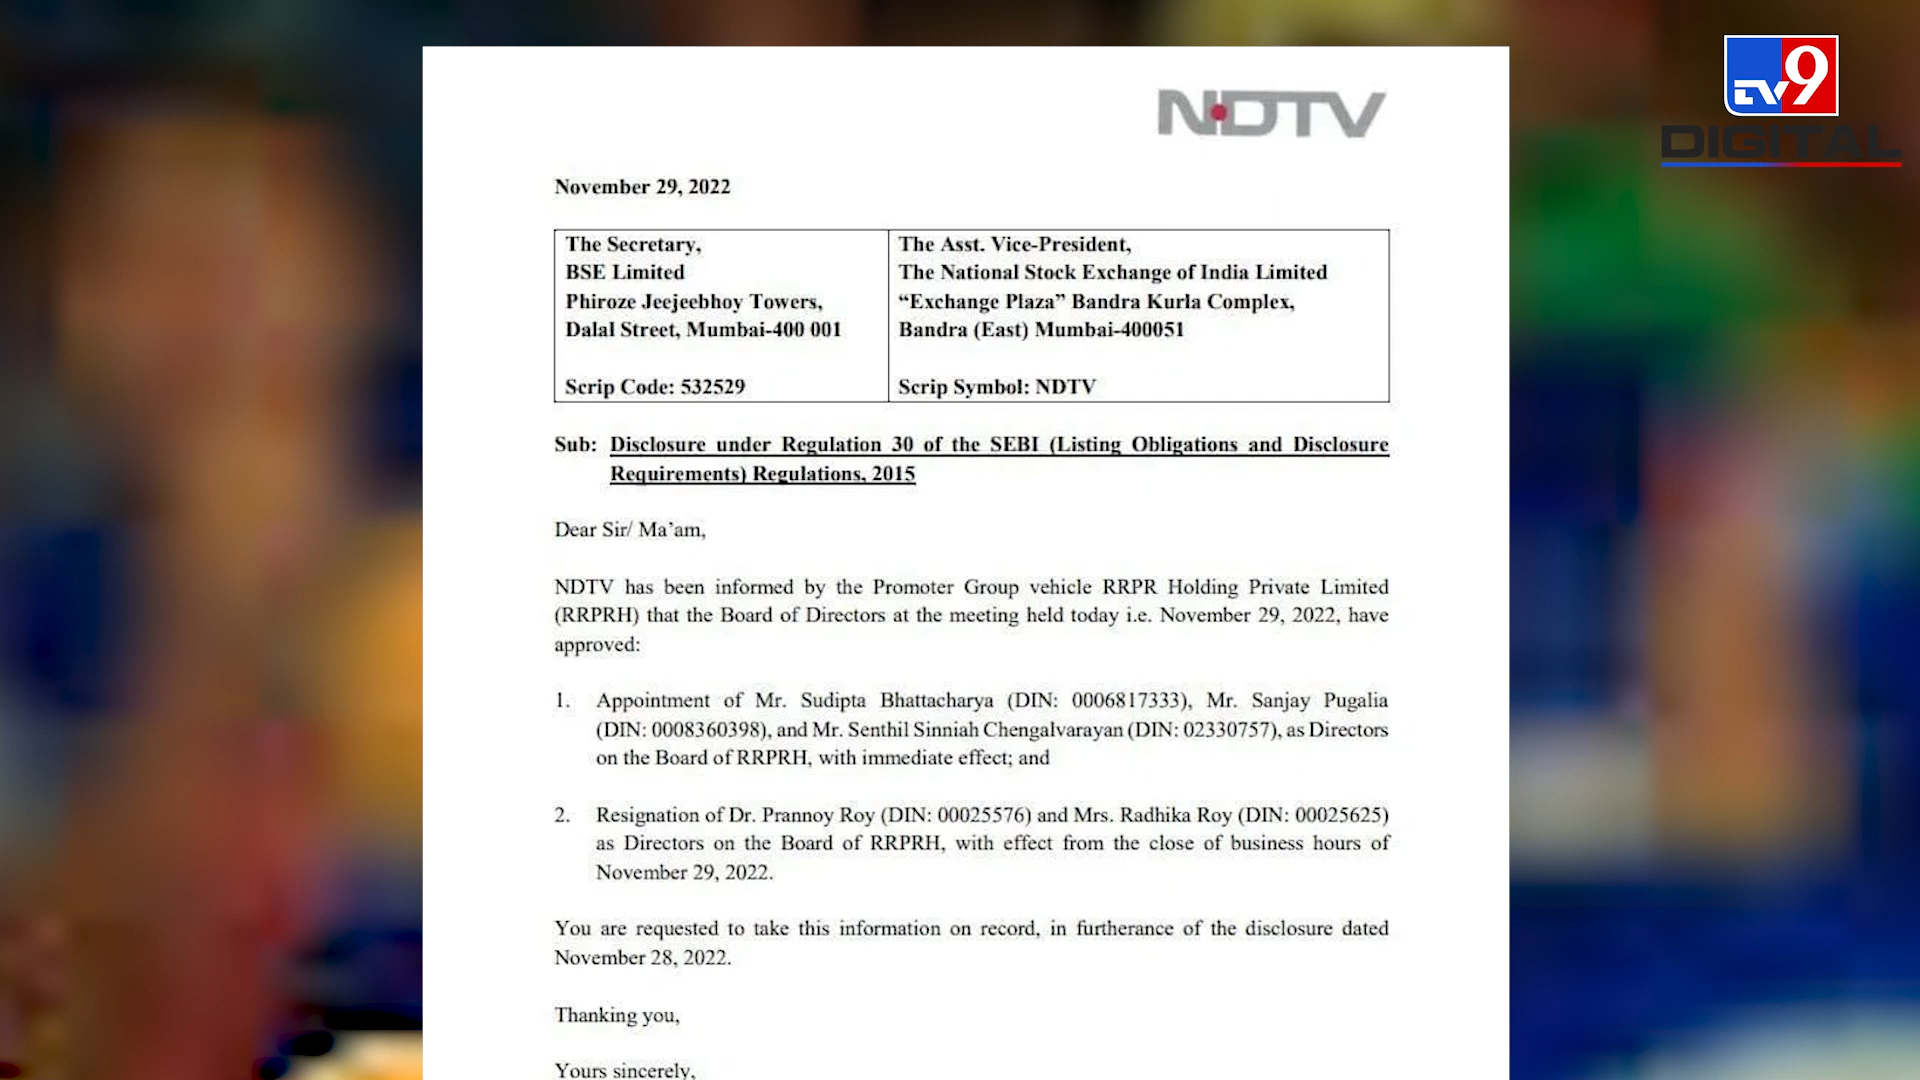 TV9
DIGITAL
NDTV
November 29, 2022
The Secretary,
BSE Limited
Phiroze Jeejeebhoy Towers,
Dalal Street, Mumbai-400 001
Scrip Code: 532529
The Asst. Vice-President,
The National Stock Exchange of India Limited
“Exchange Plaza” Bandra Kurla Complex,
Bandra (East) Mumbai-400051
Scrip Symbol: NDTV
Sub: Disclosure under Regulation 30 of the SEBI (Listing Obligations and Disclosure
Requirements) Regulations, 2015
Dear Sir/ Ma’am,
NDTV has been informed by the Promoter Group vehicle RRPR Holding Private Limited
(RRPRH) that the Board of Directors at the meeting held today i.e. November 29, 2022, have
approved:
1. Appointment of Mr. Sudipta Bhattacharya (DIN: 0006817333), Mr. Sanjay Pugalia
(DIN: 0008360398), and Mr. Senthil Sinniah Chengalvarayan (DIN: 02330757), as Directors
on the Board of RRPRH, with immediate effect; and
2. Resignation of Dr. Prannoy Roy (DIN: 00025576) and Mrs. Radhika Roy (DIN: 00025625)
as Directors on the Board of RRPRH, with effect from the close of business hours of
November 29, 2022.
You are requested to take this information on record, in furtherance of the disclosure dated
November 28, 2022.
Thanking you,
Yours sincerely,